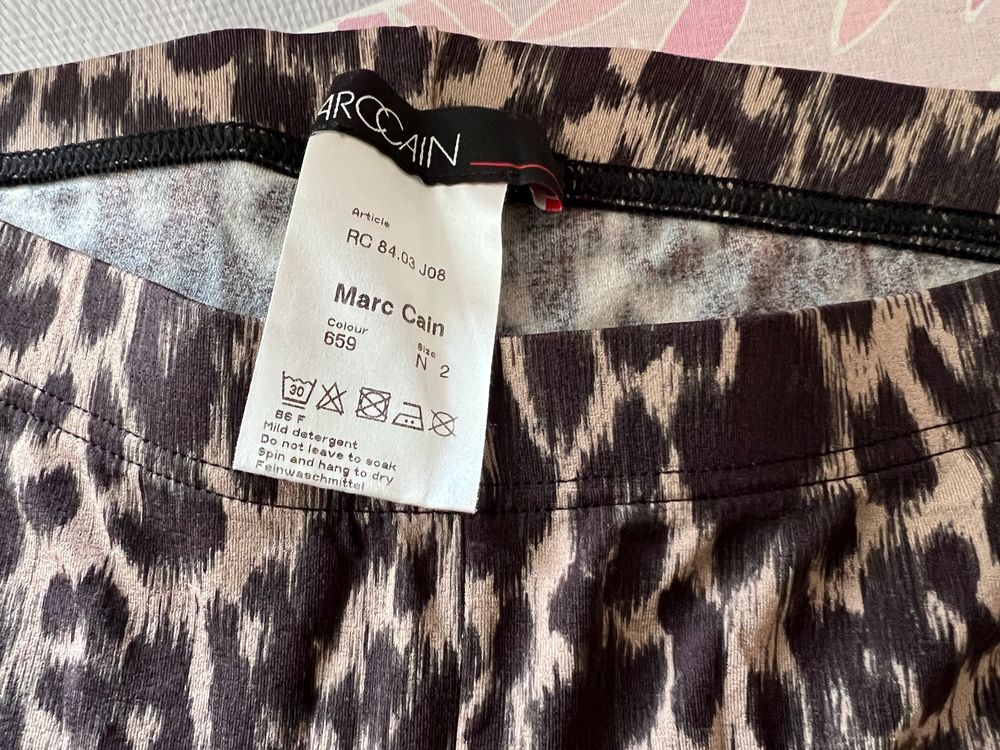 ARCCAIN
Article
RC 84.03 J08
Marc Cain
Colour
659
Size
N 2
30
86 F
Mild detergent
Do not leave to soak
Spin and hang to dry
Feinwaschmittel